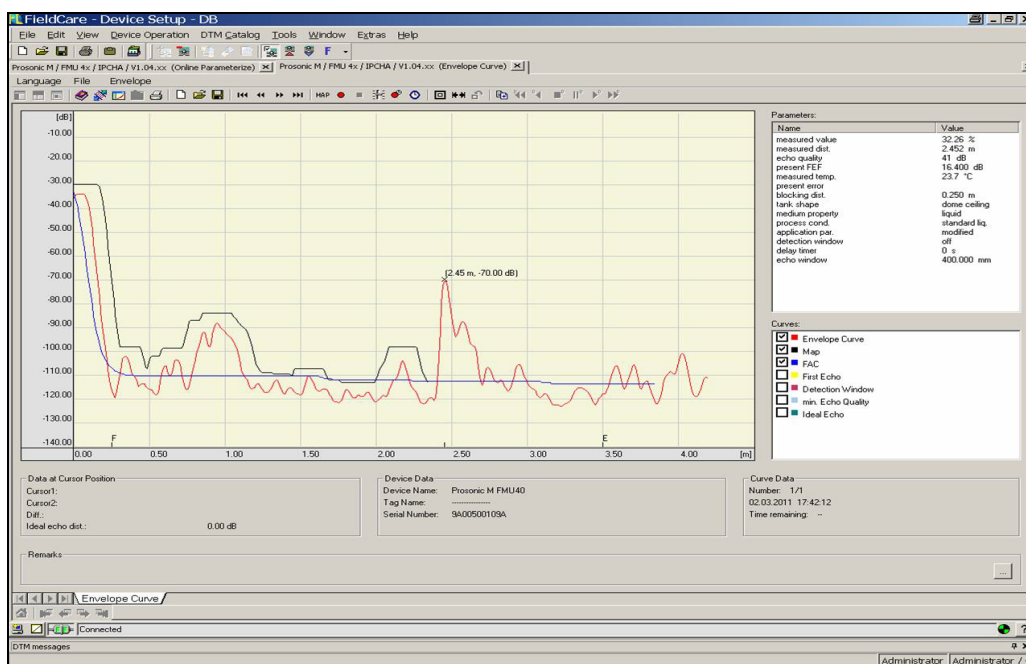 FieldCare - Device Setup - DB
File Edit View Device Operation DTM Catalog Tools Window Extras Help
Prosonic M / FMU 4x / IPCHA / V1.04.xx (Online Parameterize) Prosonic M / FMU 4x / IPCHA / V1.04.xx (Envelope Curve)
Language File Envelope
MAP
[dB]
-10.00
-20.00
-30.00
-40.00
-50.00
-60.00
-70.00
-80.00
-90.00
-100.00
-110.00
-120.00
-130.00
-140.00
(2.45 m, -70.00 dB)
F E
0.00 0.50 1.00 1.50 2.00 2.50 3.00 3.50 4.00 [m]
Parameters:
Name Value
measured value 32.26 %
measured dist. 2.452 m
echo quality 41 dB
present FEF 16.400 dB
measured temp. 23.7 °C
present error
blocking dist. 0.250 m
tank shape dome ceiling
medium property liquid
process cond. standard liq.
application par. modified
detection window off
delay timer 0 s
echo window 400.000 mm
Curves:
Envelope Curve
Map
FAC
First Echo
Detection Window
min. Echo Quality
Ideal Echo
Data at Cursor Position
Cursor1:
Cursor2:
Diff.:
Ideal echo dist.: 0.00 dB
Device Data
Device Name: Prosonic M FMU40
Tag Name: ---------------
Serial Number: 9A00500109A
Curve Data
Number: 1/1
02.03.2011 17:42:12
Time remaining: --
Remarks
...
Envelope Curve
Connected
DTM messages
Administrator Administrator /